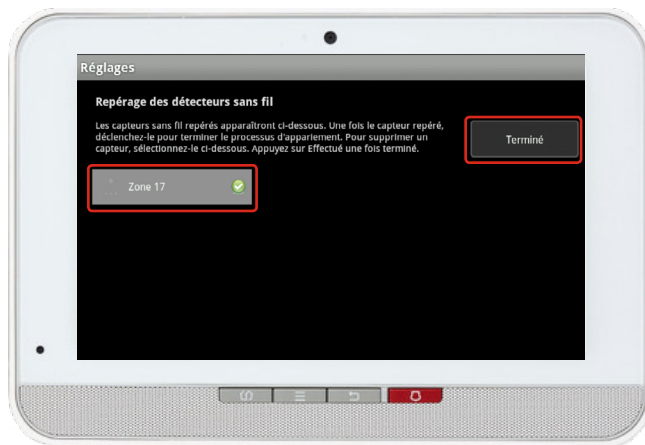 Réglages
Repérage des détecteurs sans fil
Les capteurs sans fil repérés apparaîtront ci-dessous. Une fois le capteur repéré,
déclenchez-le pour terminer le processus d'appariement. Pour supprimer un
capteur, sélectionnez-le ci-dessous. Appuyez sur Effectué une fois terminé.
Terminé
Zone 17